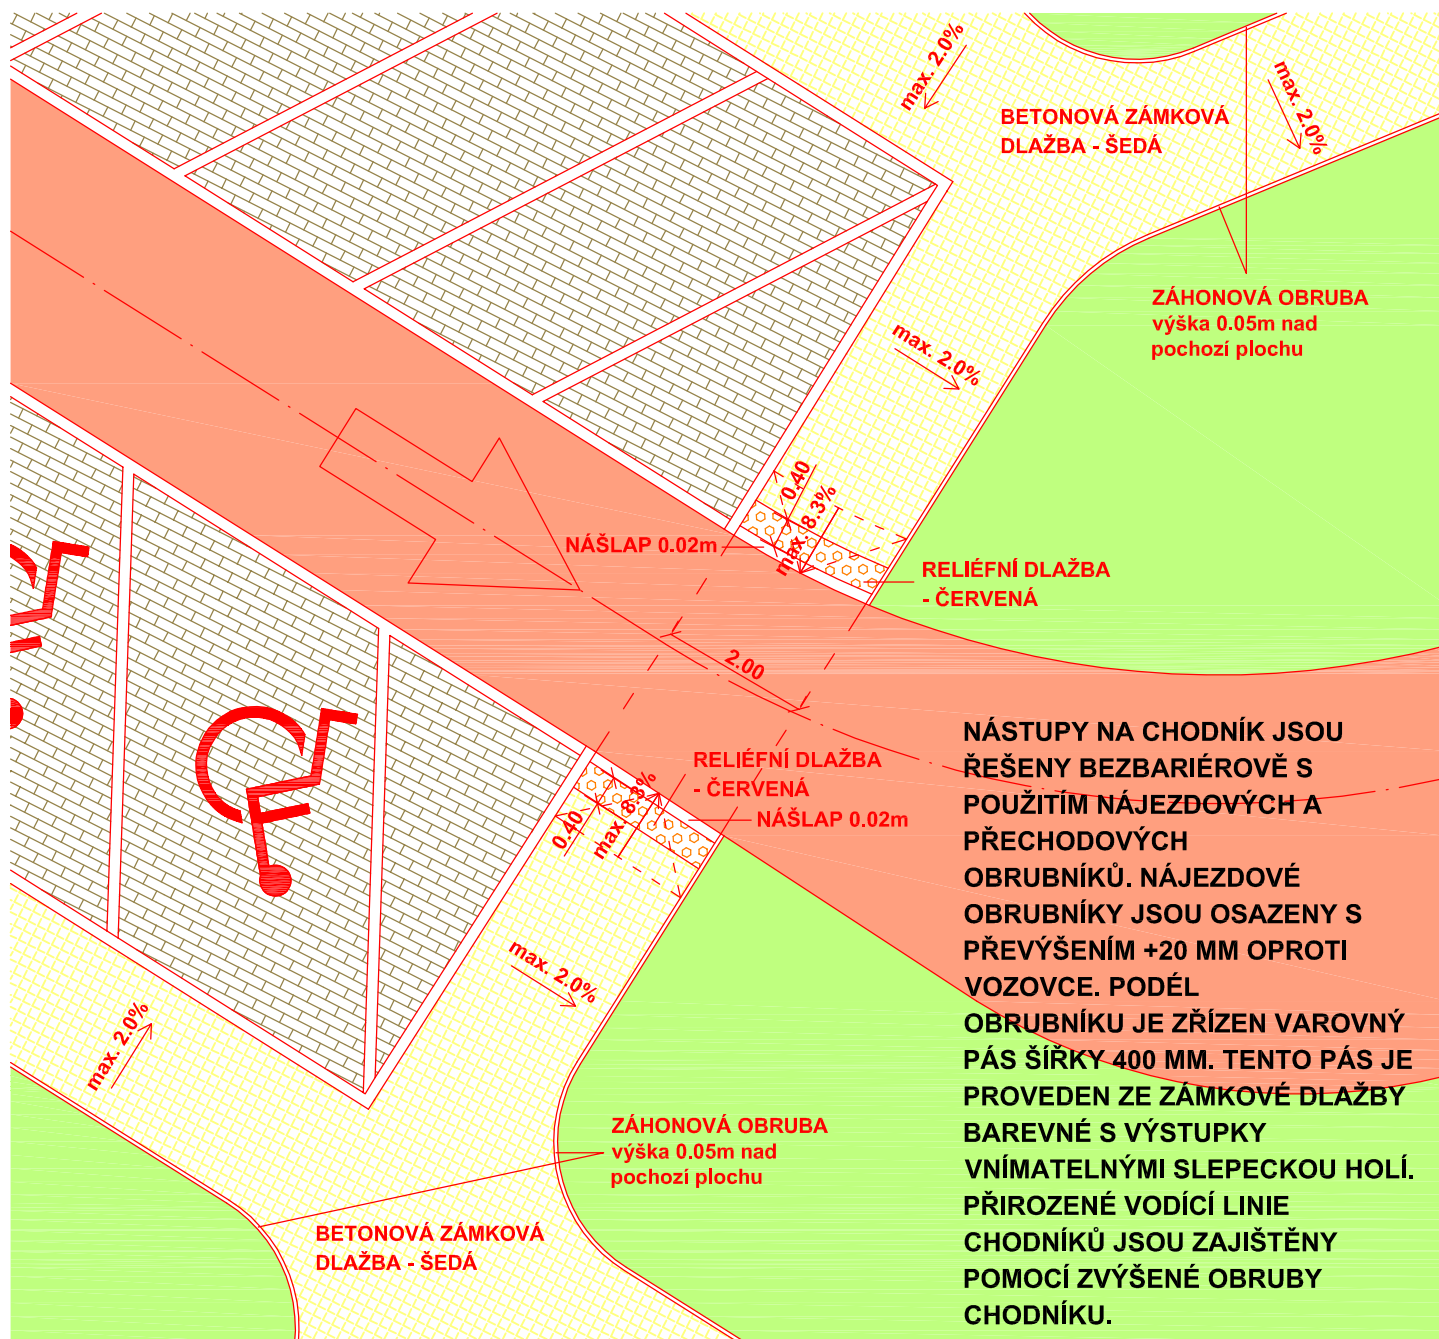 max. 2.0%
max. 2.0%
BETONOVÁ ZÁMKOVÁ
DLAŽBA - ŠEDÁ
ZÁHONOVÁ OBRUBA
výška 0.05m nad
pochozí plochu
max. 2.0%
0.40
max. 8.3%
NÁŠLAP 0.02m
RELIÉFNÍ DLAŽBA
- ČERVENÁ
2.00
RELIÉFNÍ DLAŽBA
- ČERVENÁ
NÁŠLAP 0.02m
max. 8.3%
0.40
max. 2.0%
max. 2.0%
ZÁHONOVÁ OBRUBA
výška 0.05m nad
pochozí plochu
BETONOVÁ ZÁMKOVÁ
DLAŽBA - ŠEDÁ
NÁSTUPY NA CHODNÍK JSOU
ŘEŠENY BEZBARIÉROVĚ S
POUŽITÍM NÁJEZDOVÝCH A
PŘECHODOVÝCH
OBRUBNÍKŮ. NÁJEZDOVÉ
OBRUBNÍKY JSOU OSAZENY S
PŘEVÝŠENÍM +20 MM OPROTI
VOZOVCE. PODÉL
OBRUBNÍKU JE ZŘÍZEN VAROVNÝ
PÁS ŠÍŘKY 400 MM. TENTO PÁS JE
PROVEDEN ZE ZÁMKOVÉ DLAŽBY
BAREVNÉ S VÝSTUPKY
VNÍMATELNÝMI SLEPECKOU HOLÍ.
PŘIROZENÉ VODÍCÍ LINIE
CHODNÍKŮ JSOU ZAJIŠTĚNY
POMOCÍ ZVÝŠENÉ OBRUBY
CHODNÍKU.